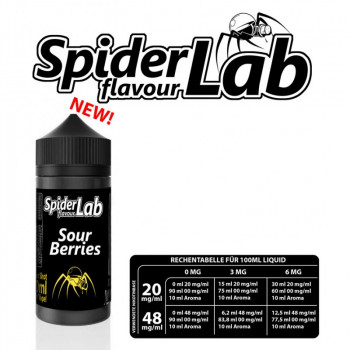 Spider Lab
flavour
NEW!
Spider Lab
flavour
Sour
Berries
RECHENTABELLE FÜR 100ML LIQUID
0 MG 3 MG 6 MG
VERWENDETE NIKOTINBASE
20 mg/ml
0 ml 20 mg/ml 15 ml 20 mg/ml 30 ml 20 mg/ml
90 ml 00 mg/ml 75 ml 00 mg/ml 60 ml 00 mg/ml
10 ml Aroma 10 ml Aroma 10 ml Aroma
48 mg/ml
0 ml 48 mg/ml 6,2 ml 48 mg/ml 12,5 ml 48 mg/ml
90 ml 00 mg/ml 83,8 ml 00 mg/ml 77,5 ml 00 mg/ml
10 ml Aroma 10 ml Aroma 10 ml Aroma